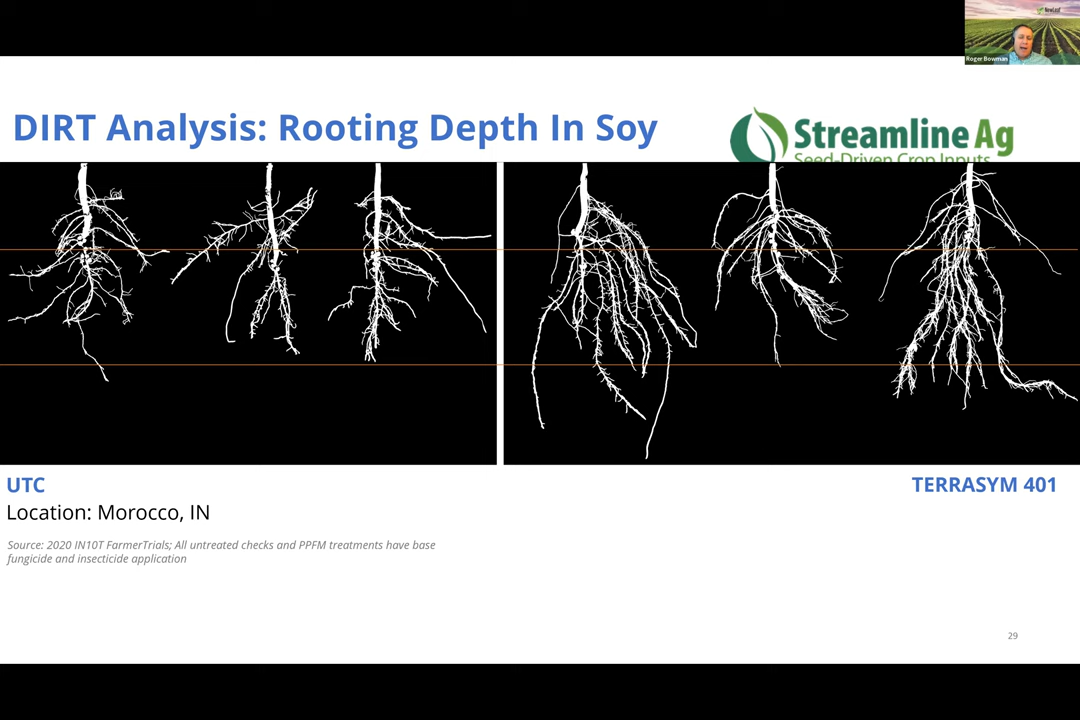 Roger Bowman
DIRT Analysis: Rooting Depth In Soy
Streamline Ag
Seed-Driven Crop Inputs
UTC
TERRASYM 401
Location: Morocco, IN
Source: 2020 IN10T FarmerTrials; All untreated checks and PPFM treatments have base
fungicide and insecticide application
29